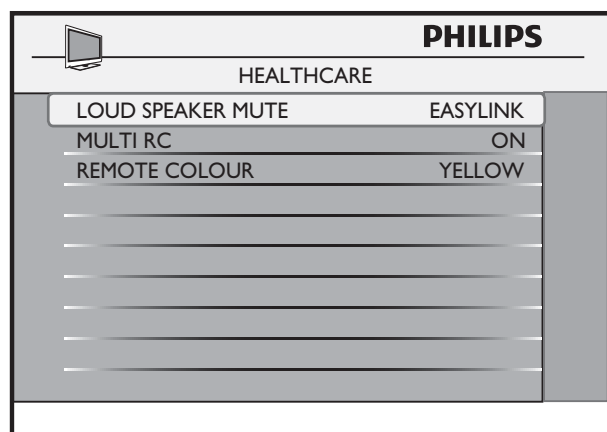 PHILIPS
HEALTHCARE
LOUD SPEAKER MUTE EASYLINK
MULTI RC ON
REMOTE COLOUR YELLOW